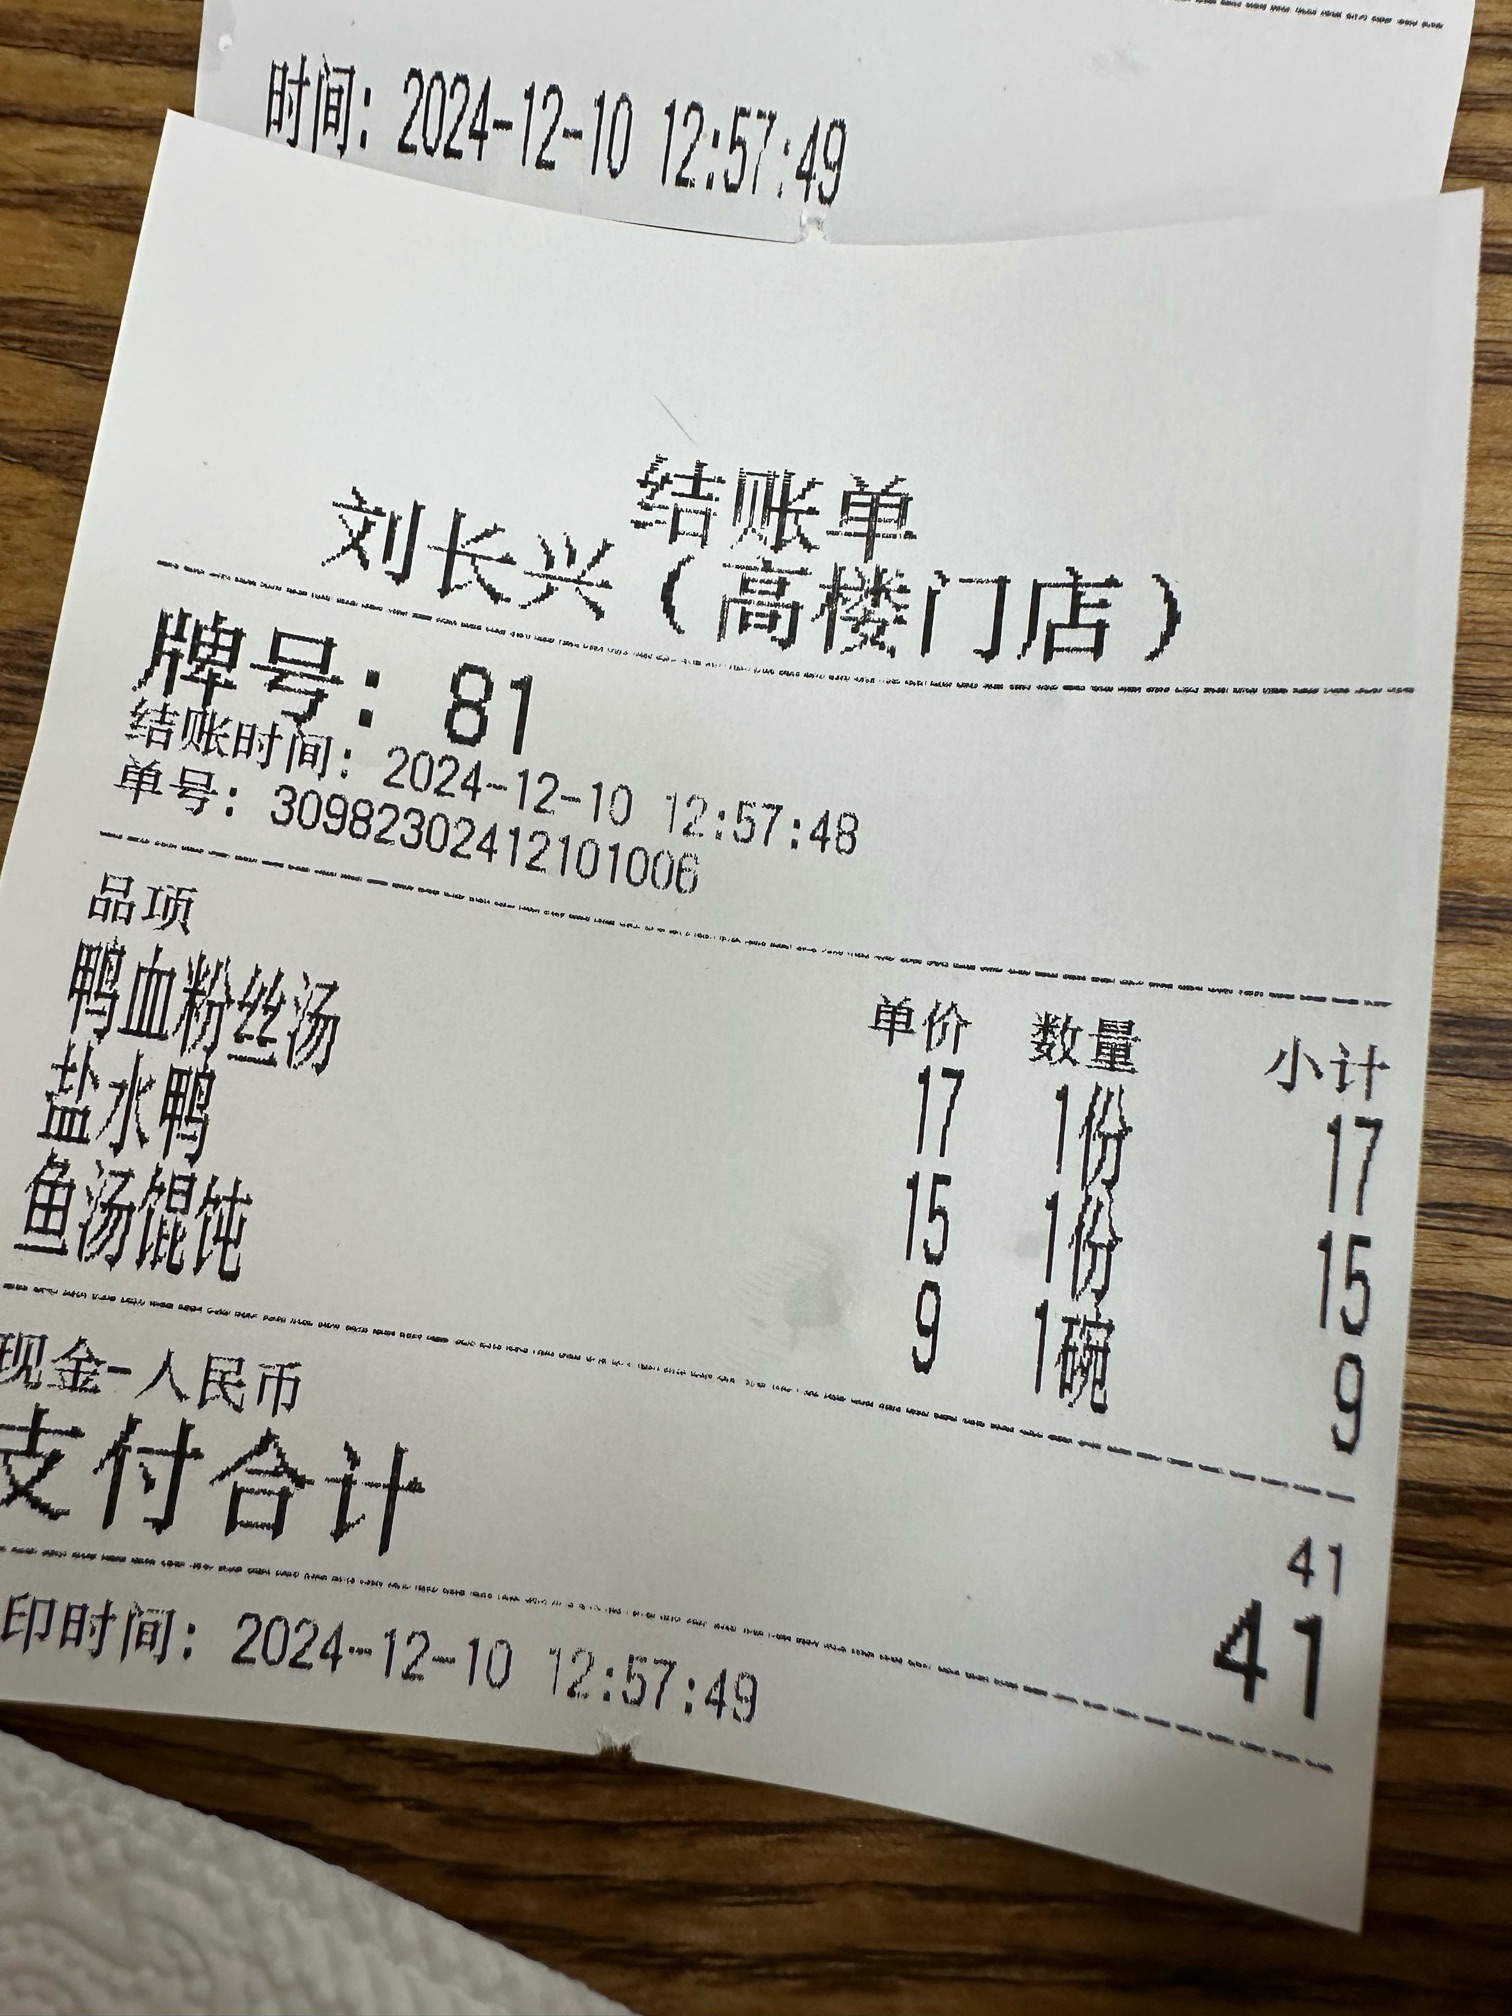 时间：2024-12-10 12:57:49
结账单
刘长兴（高楼门店）
牌号：81
结账时间：2024-12-10 12:57:48
单号：30982302412101006
品项 单价 数量 小计
鸭血粉丝汤 17 1份 17
盐水鸭 15 1份 15
鱼汤馄饨 9 1碗 9
现金-人民币 41
支付合计 41
印时间：2024-12-10 12:57:49